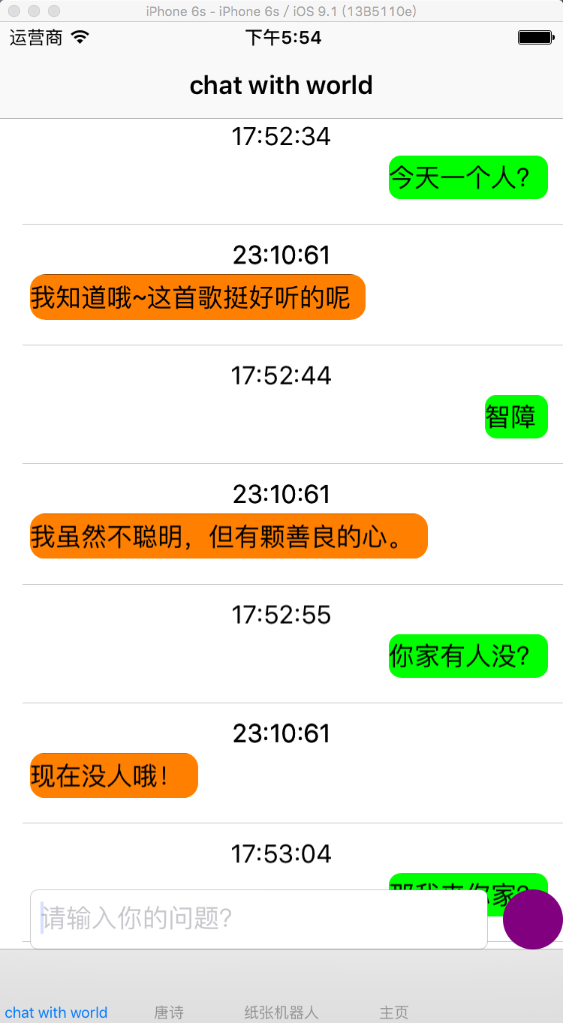 iPhone 6s - iPhone 6s / iOS 9.1 (13B5110e)
运营商 下午5:54
chat with world
17:52:34
今天一个人?
23:10:61
我知道哦~这首歌挺好听的呢
17:52:44
智障
23:10:61
我虽然不聪明，但有颗善良的心。
17:52:55
你家有人没?
23:10:61
现在没人哦！
17:53:04
你家?
请输入你的问题?
chat with world 唐诗 纸张机器人 主页